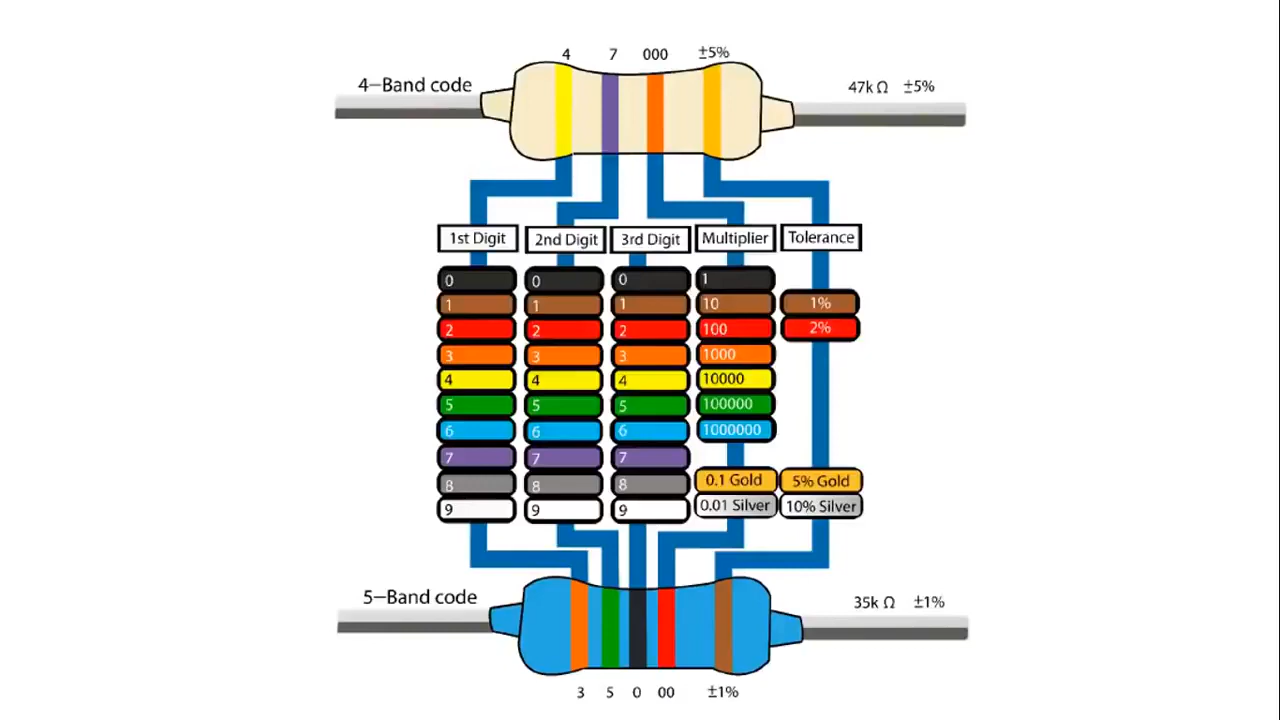 4 7 000 ±5%
4-Band code
47k Ω ±5%
1st Digit 2nd Digit 3rd Digit Multiplier Tolerance
0 0 0 1
1 1 1 10 1%
2 2 2 100 2%
3 3 3 1000
4 4 4 10000
5 5 5 100000
6 6 6 1000000
7 7 7
8 8 8 0.1 Gold 5% Gold
9 9 9 0.01 Silver 10% Silver
5-Band code
35k Ω ±1%
3 5 0 00 ±1%